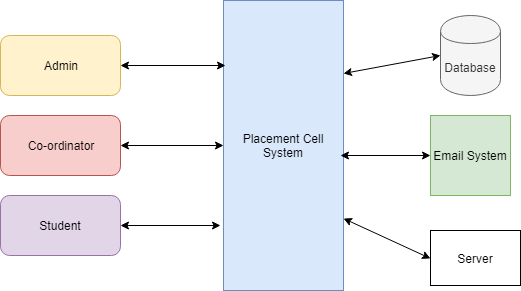 Admin
Co-ordinator
Student
Placement Cell
System
Database
Email System
Server